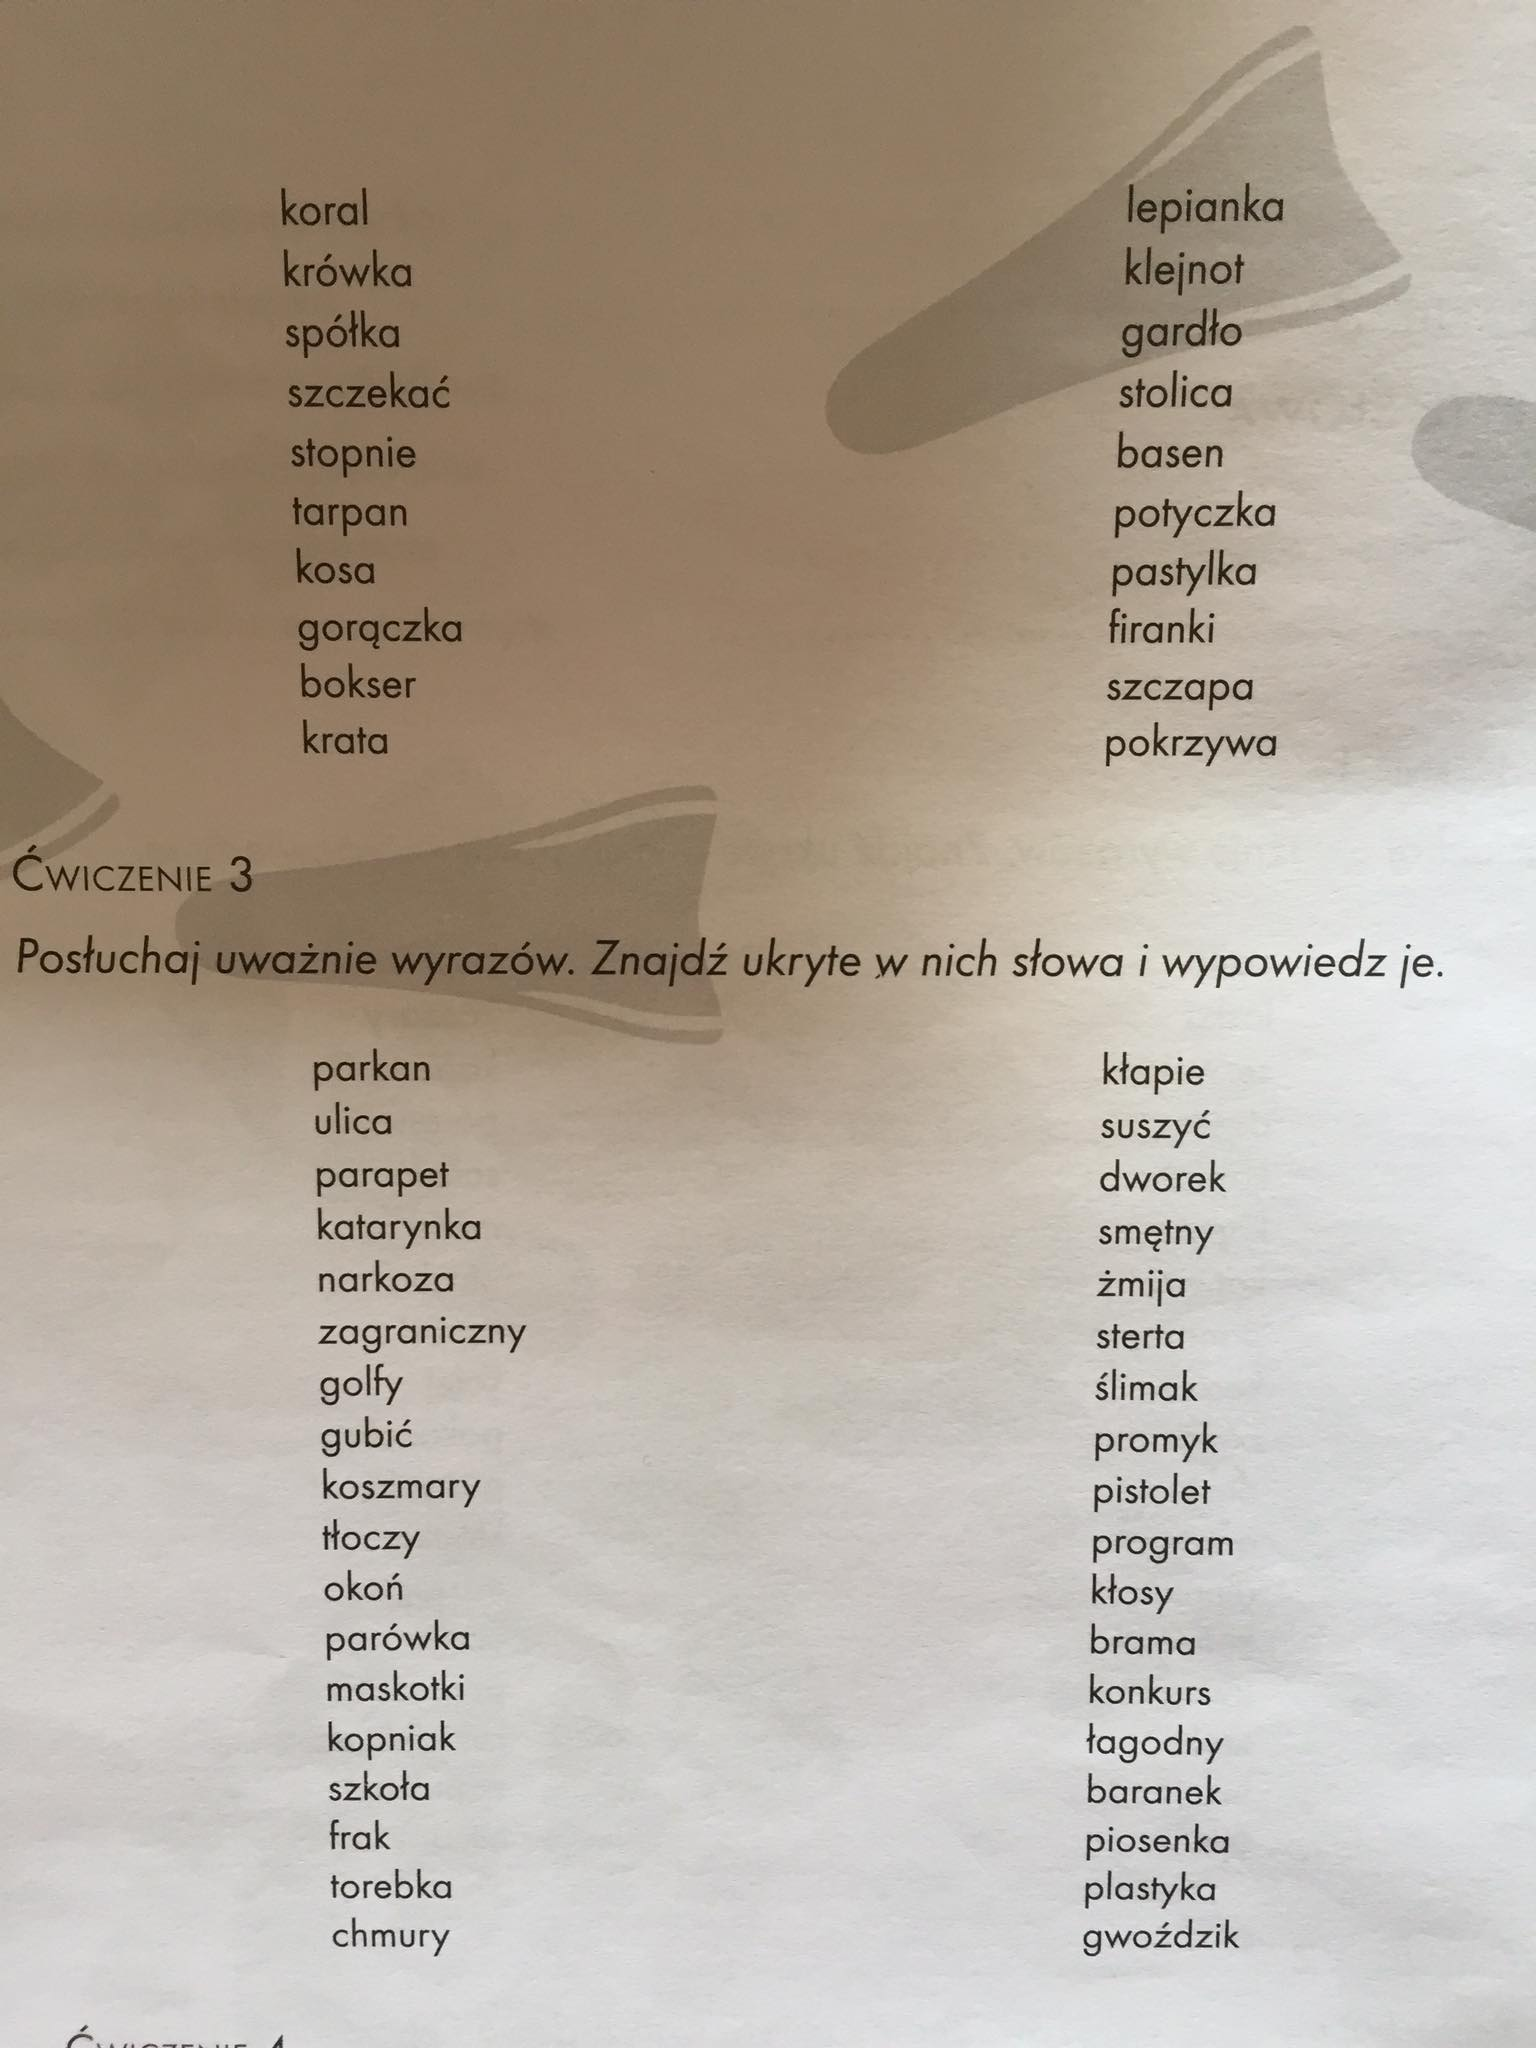 koral
krówka
spółka
szczekać
stopnie
tarpan
kosa
gorączka
bokser
krata
lepianka
klejnot
gardło
stolica
basen
potyczka
pastylka
firanki
szczapa
pokrzywa
Ćwiczenie 3
Posłuchaj uważnie wyrazów. Znajdź ukryte w nich słowa i wypowiedz je.
parkan
ulica
parapet
katarynka
narkoza
zagraniczny
golfy
gubić
koszmary
tłoczy
okoń
parówka
maskotki
kopniak
szkoła
frak
torebka
chmury
kłapie
suszyć
dworek
smętny
żmija
sterta
ślimak
promyk
pistolet
program
kłosy
brama
konkurs
łagodny
baranek
piosenka
plastyka
gwoździk
Ćwiczenie 4